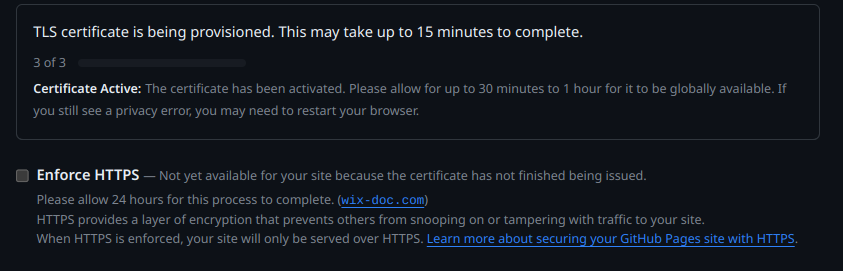 TLS certificate is being provisioned. This may take up to 15 minutes to complete.
3 of 3
Certificate Active: The certificate has been activated. Please allow for up to 30 minutes to 1 hour for it to be globally available. If
you still see a privacy error, you may need to restart your browser.
Enforce HTTPS — Not yet available for your site because the certificate has not finished being issued.
Please allow 24 hours for this process to complete. (wix-doc.com)
HTTPS provides a layer of encryption that prevents others from snooping on or tampering with traffic to your site.
When HTTPS is enforced, your site will only be served over HTTPS. Learn more about securing your GitHub Pages site with HTTPS.